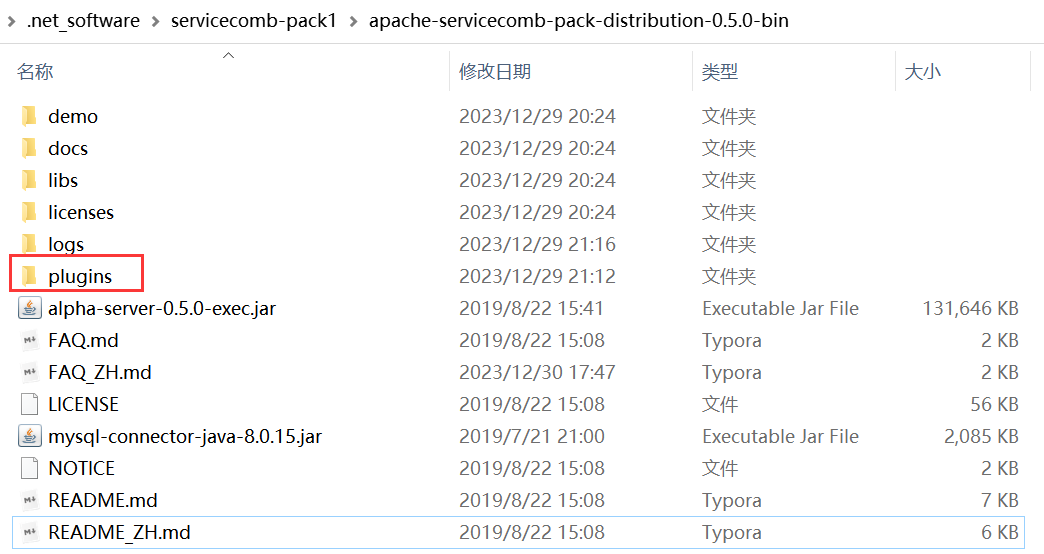 .net_software > servicecomb-pack1 > apache-servicecomb-pack-distribution-0.5.0-bin
名称 修改日期 类型 大小
demo 2023/12/29 20:24 文件夹
docs 2023/12/29 20:24 文件夹
libs 2023/12/29 20:24 文件夹
licenses 2023/12/29 20:24 文件夹
logs 2023/12/29 21:16 文件夹
plugins 2023/12/29 21:12 文件夹
alpha-server-0.5.0-exec.jar 2019/8/22 15:41 Executable Jar File 131,646 KB
FAQ.md 2019/8/22 15:08 Typora 2 KB
FAQ_ZH.md 2023/12/30 17:47 Typora 2 KB
LICENSE 2019/8/22 15:08 文件 56 KB
mysql-connector-java-8.0.15.jar 2019/7/21 21:00 Executable Jar File 2,085 KB
NOTICE 2019/8/22 15:08 文件 2 KB
README.md 2019/8/22 15:08 Typora 7 KB
README_ZH.md 2019/8/22 15:08 Typora 6 KB